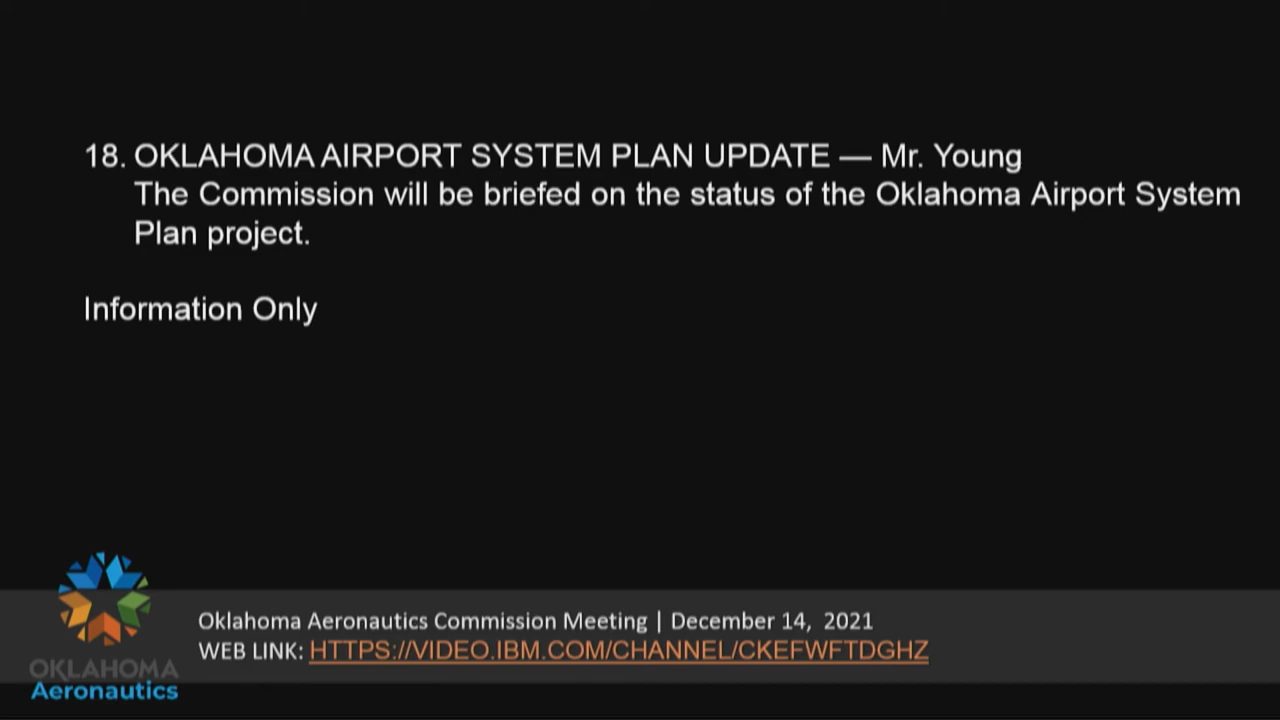 18. OKLAHOMA AIRPORT SYSTEM PLAN UPDATE — Mr. Young
The Commission will be briefed on the status of the Oklahoma Airport System
Plan project.
Information Only
Oklahoma Aeronautics Commission Meeting | December 14, 2021
WEB LINK: HTTPS://VIDEO.IBM.COM/CHANNEL/CKEFWFTDGHZ
OKLAHOMA
Aeronautics